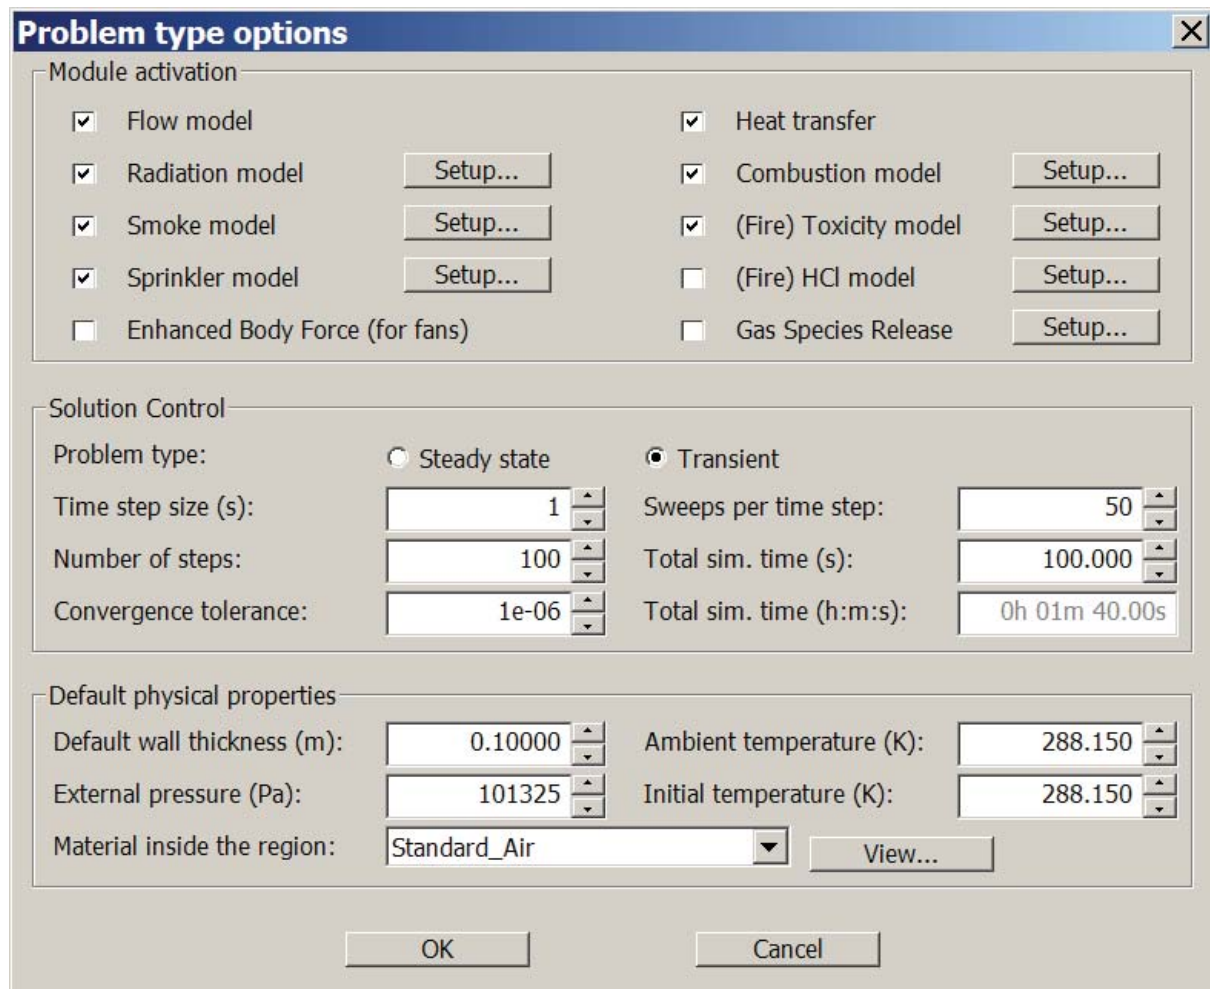 Problem type options
Module activation
Flow model
Heat transfer
Radiation model Setup...
Combustion model Setup...
Smoke model Setup...
(Fire) Toxicity model Setup...
Sprinkler model Setup...
(Fire) HCl model Setup...
Enhanced Body Force (for fans)
Gas Species Release Setup...
Solution Control
Problem type: Steady state Transient
Time step size (s): 1 Sweeps per time step: 50
Number of steps: 100 Total sim. time (s): 100.000
Convergence tolerance: 1e-06 Total sim. time (h:m:s): 0h 01m 40.00s
Default physical properties
Default wall thickness (m): 0.10000 Ambient temperature (K): 288.150
External pressure (Pa): 101325 Initial temperature (K): 288.150
Material inside the region: Standard_Air View...
OK Cancel